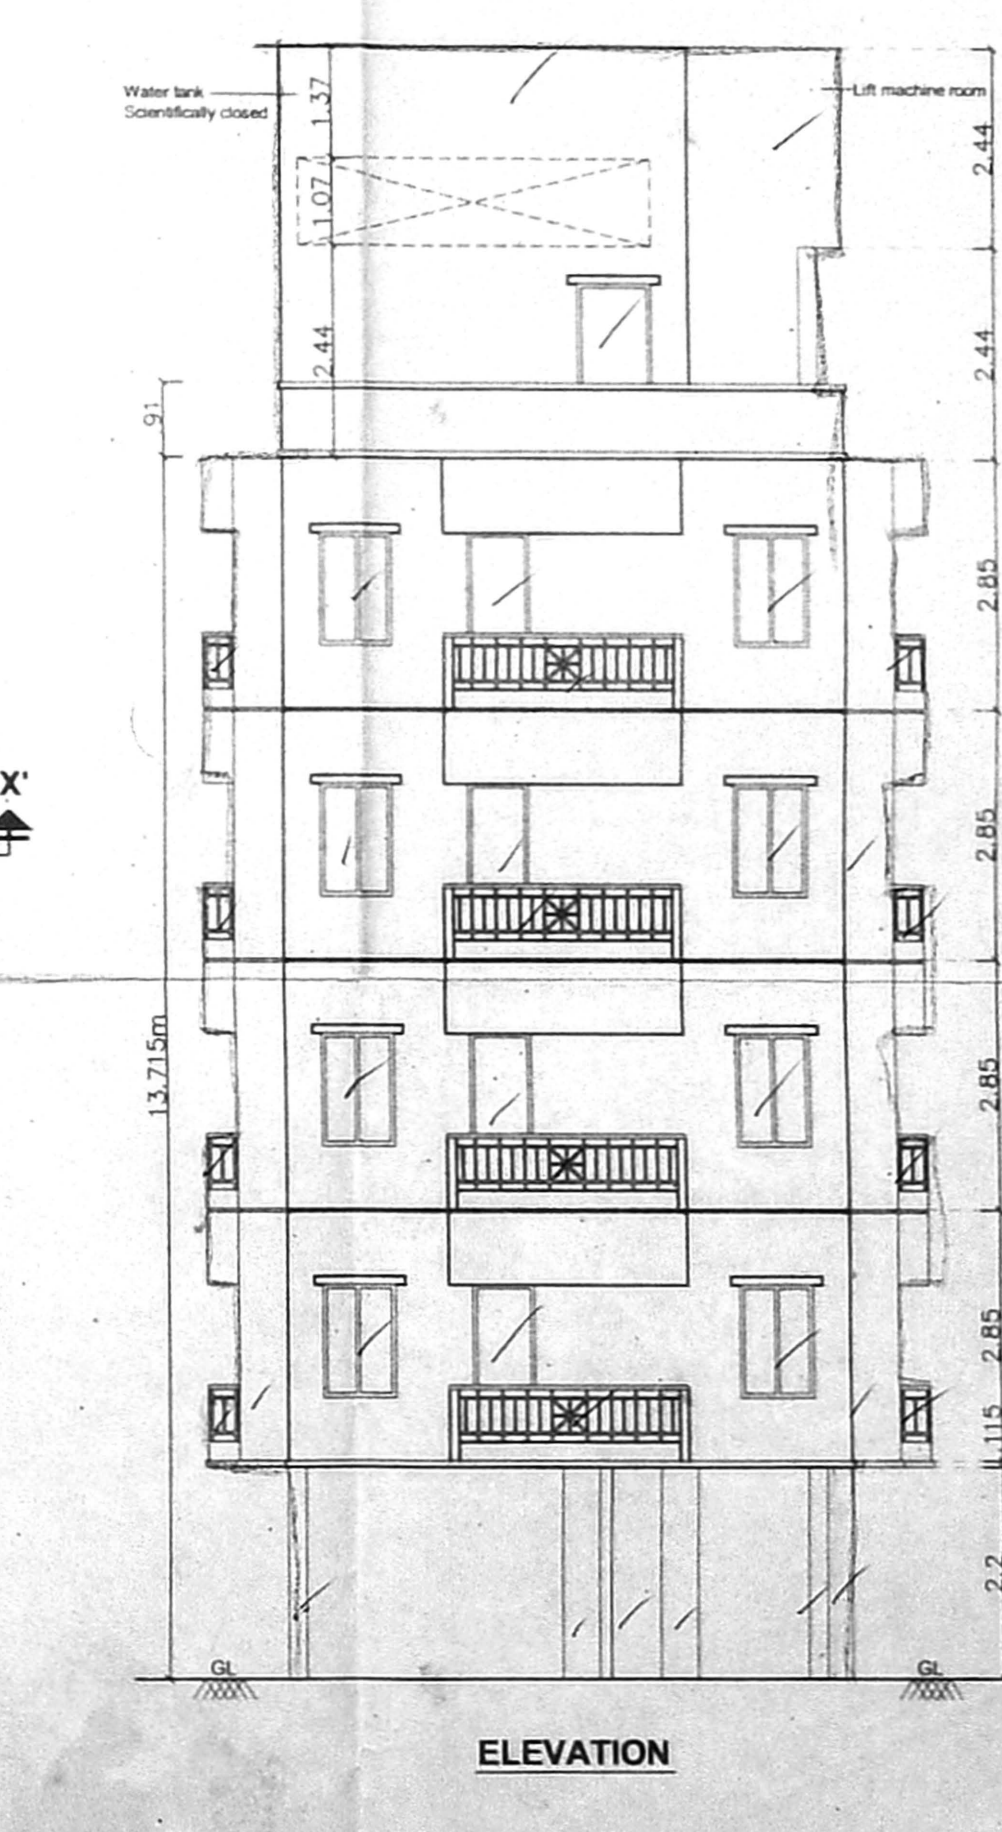 Water tank
Scientifically closed
1.37
Lift machine room
2.44
1.07
2.44
2.44
91
2.85
X'
2.85
13.715m
2.85
2.85
.115
2.2
GL
GL
ELEVATION